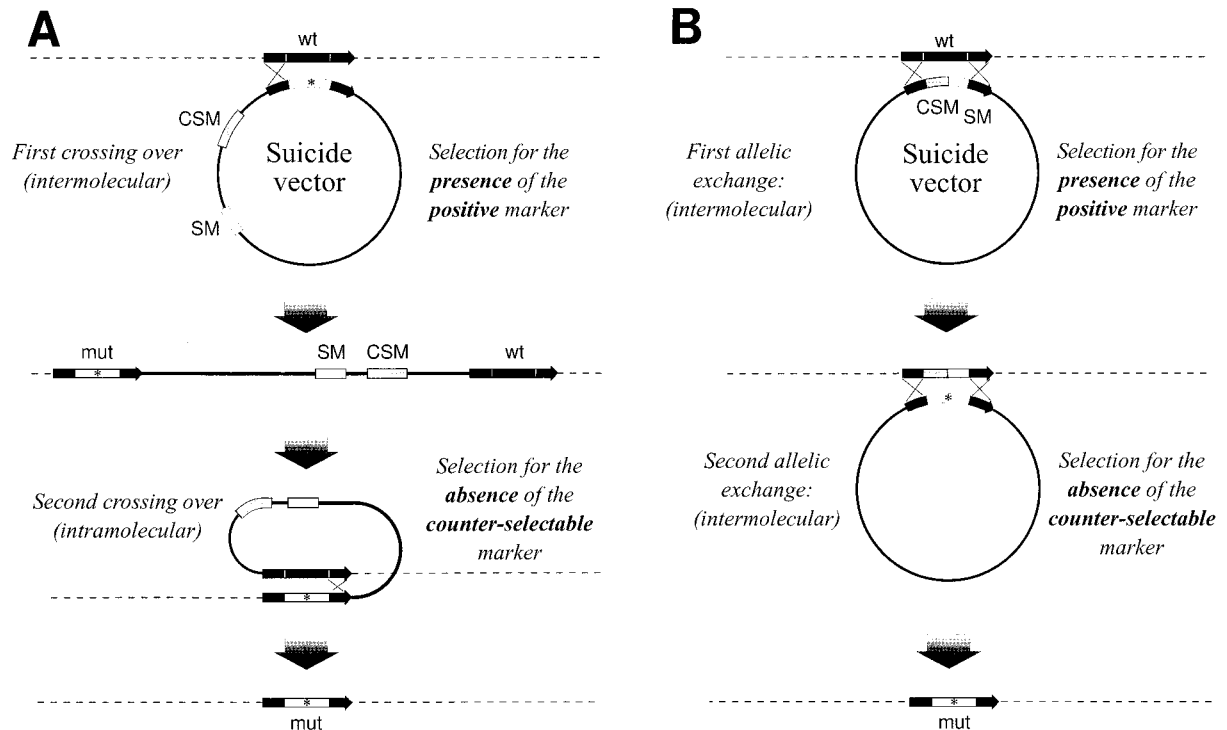 A
wt
*
CSM
SM
First crossing over
(intermolecular)
Suicide
vector
Selection for the
presence of the
positive marker
mut
*
SM
CSM
wt
Second crossing over
(intramolecular)
Selection for the
absence of the
counter-selectable
marker
*
*
mut
B
wt
CSM
SM
First allelic
exchange:
(intermolecular)
Suicide
vector
Selection for the
presence of the
positive marker
*
Second allelic
exchange:
(intermolecular)
Selection for the
absence of the
counter-selectable
marker
*
mut